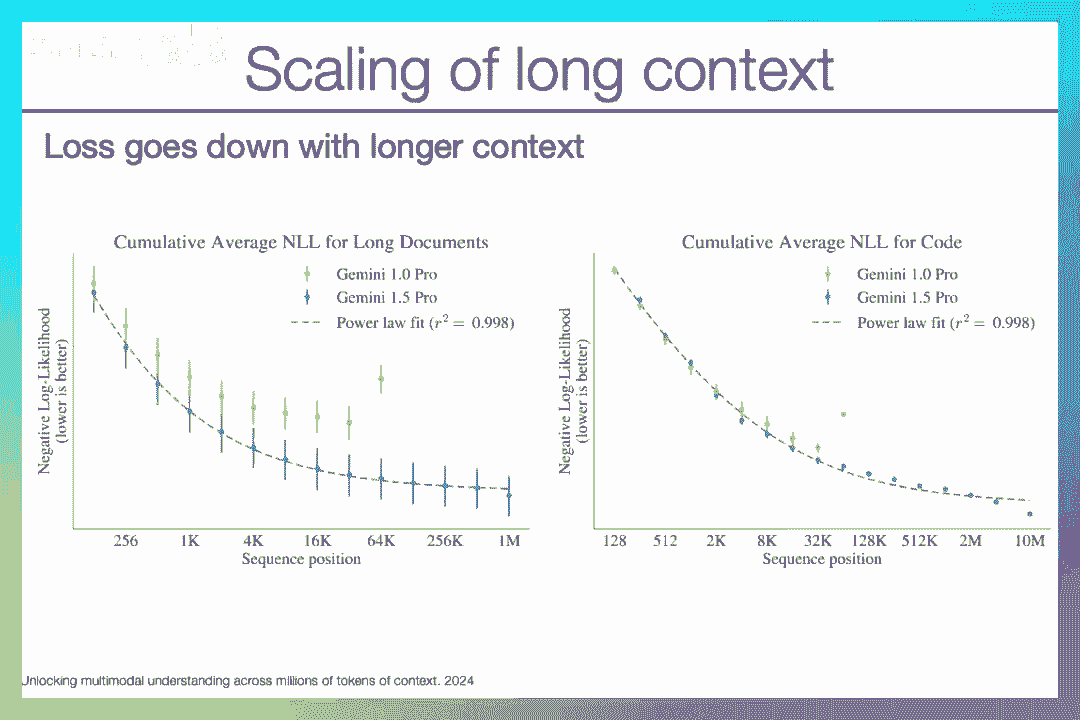 Scaling of long context
Loss goes down with longer context
Cumulative Average NLL for Long Documents
Gemini 1.0 Pro
Gemini 1.5 Pro
Power law fit (r² = 0.998)
Negative Log-Likelihood
(lower is better)
256 1K 4K 16K 64K 256K 1M
Sequence position
Cumulative Average NLL for Code
Gemini 1.0 Pro
Gemini 1.5 Pro
Power law fit (r² = 0.998)
Negative Log-Likelihood
(lower is better)
128 512 2K 8K 32K 128K 512K 2M 10M
Sequence position
Unlocking multimodal understanding across millions of tokens of context. 2024